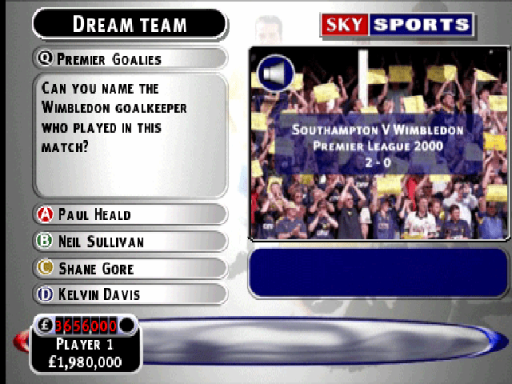 DREAM TEAM
SKY SPORTS
Q PREMIER GOALIES
CAN YOU NAME THE
WIMBLEDON GOALKEEPER
WHO PLAYED IN THIS
MATCH?
SOUTHAMPTON V WIMBLEDON
PREMIER LEAGUE 2000
2 - 0
A PAUL HEALD
B NEIL SULLIVAN
C SHANE GORE
D KELVIN DAVIS
£ 3656000
PLAYER 1
£1,980,000